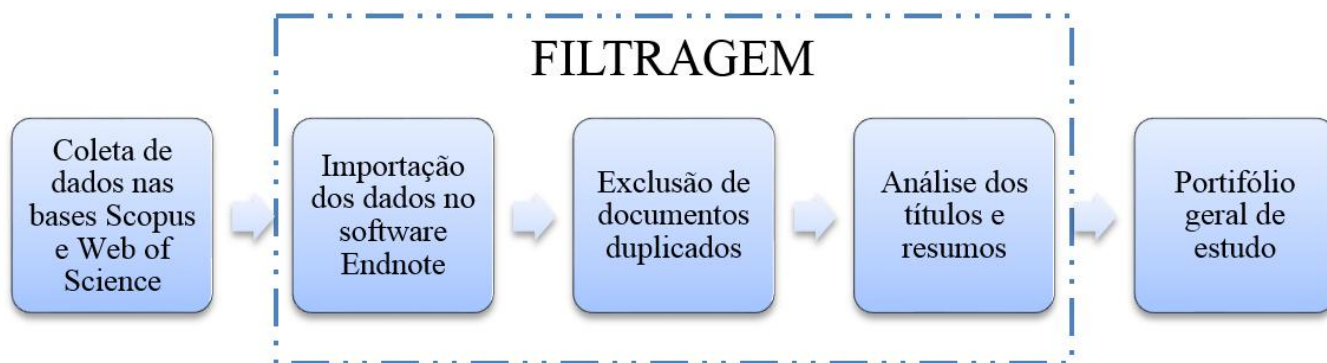 FILTRAGEM
Coleta de
dados nas
bases Scopus
e Web of
Science
Importação
dos dados no
software
Endnote
Exclusão de
documentos
duplicados
Análise dos
títulos e
resumos
Portifólio
geral de
estudo